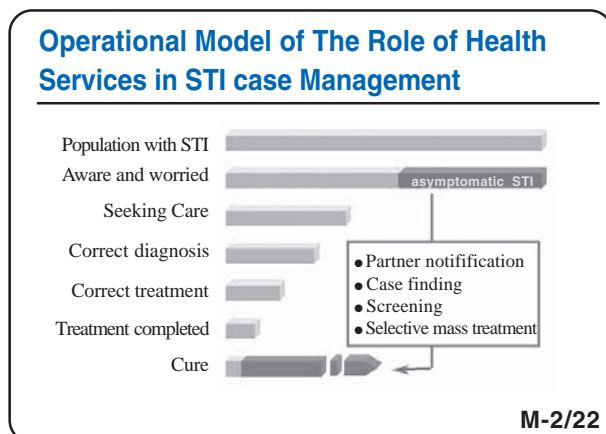 Operational Model of The Role of Health
Services in STI case Management
Population with STI
Aware and worried
asymptomatic STI
Seeking Care
Correct diagnosis
Correct treatment
Treatment completed
Cure
● Partner notifification
● Case finding
● Screening
● Selective mass treatment
M-2/22